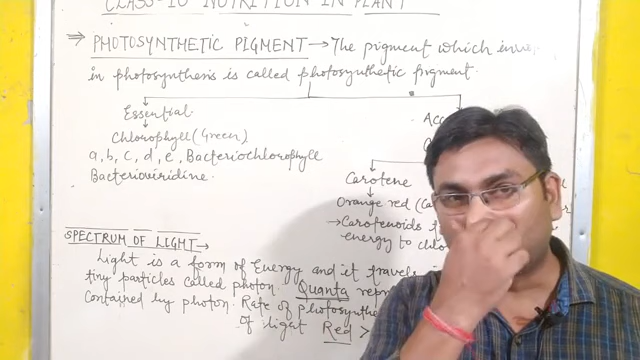 CLASS-10 NUTRITION IN PLANT
PHOTOSYNTHETIC PIGMENT → The pigment which
in photosynthesis is called photosynthetic pigment.
Essential
Chlorophyll (Green)
a, b, c, d, e, Bacteriochlorophyll
Bacterioviridine.
Carotene
Orange red
→ Carotenoids
energy to
SPECTRUM OF LIGHT →
Light is a form of Energy and it travels
tiny particles called photon. Quanta
contained by photon. Rate of
of light Red >